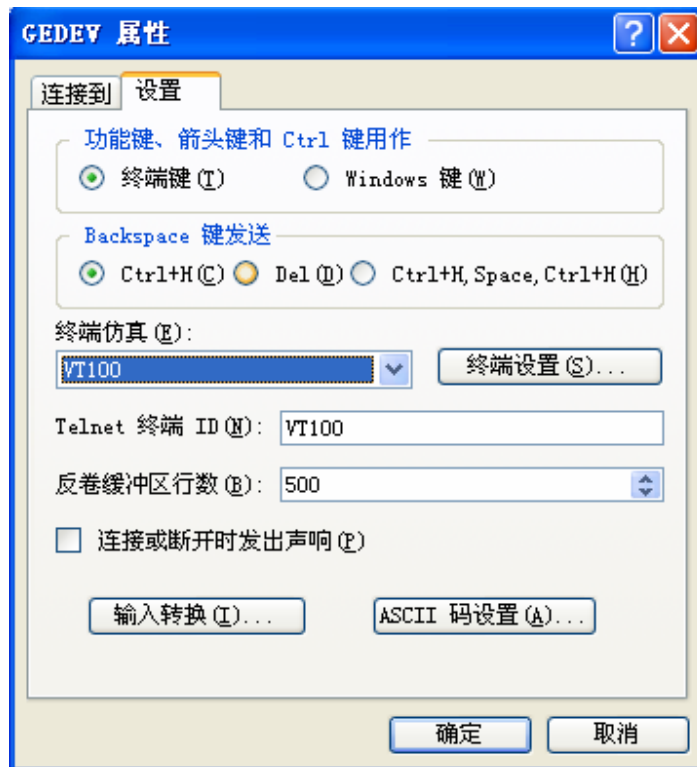 GEDEV 属性
连接到 设置
功能键、箭头键和 Ctrl 键用作
终端键(T) Windows 键(W)
Backspace 键发送
Ctrl+H(C) Del(D) Ctrl+H,Space,Ctrl+H(H)
终端仿真(E):
VT100 终端设置(S)...
Telnet 终端 ID(N): VT100
反卷缓冲区行数(B): 500
连接或断开时发出声响(P)
输入转换(I)... ASCII 码设置(A)...
确定 取消